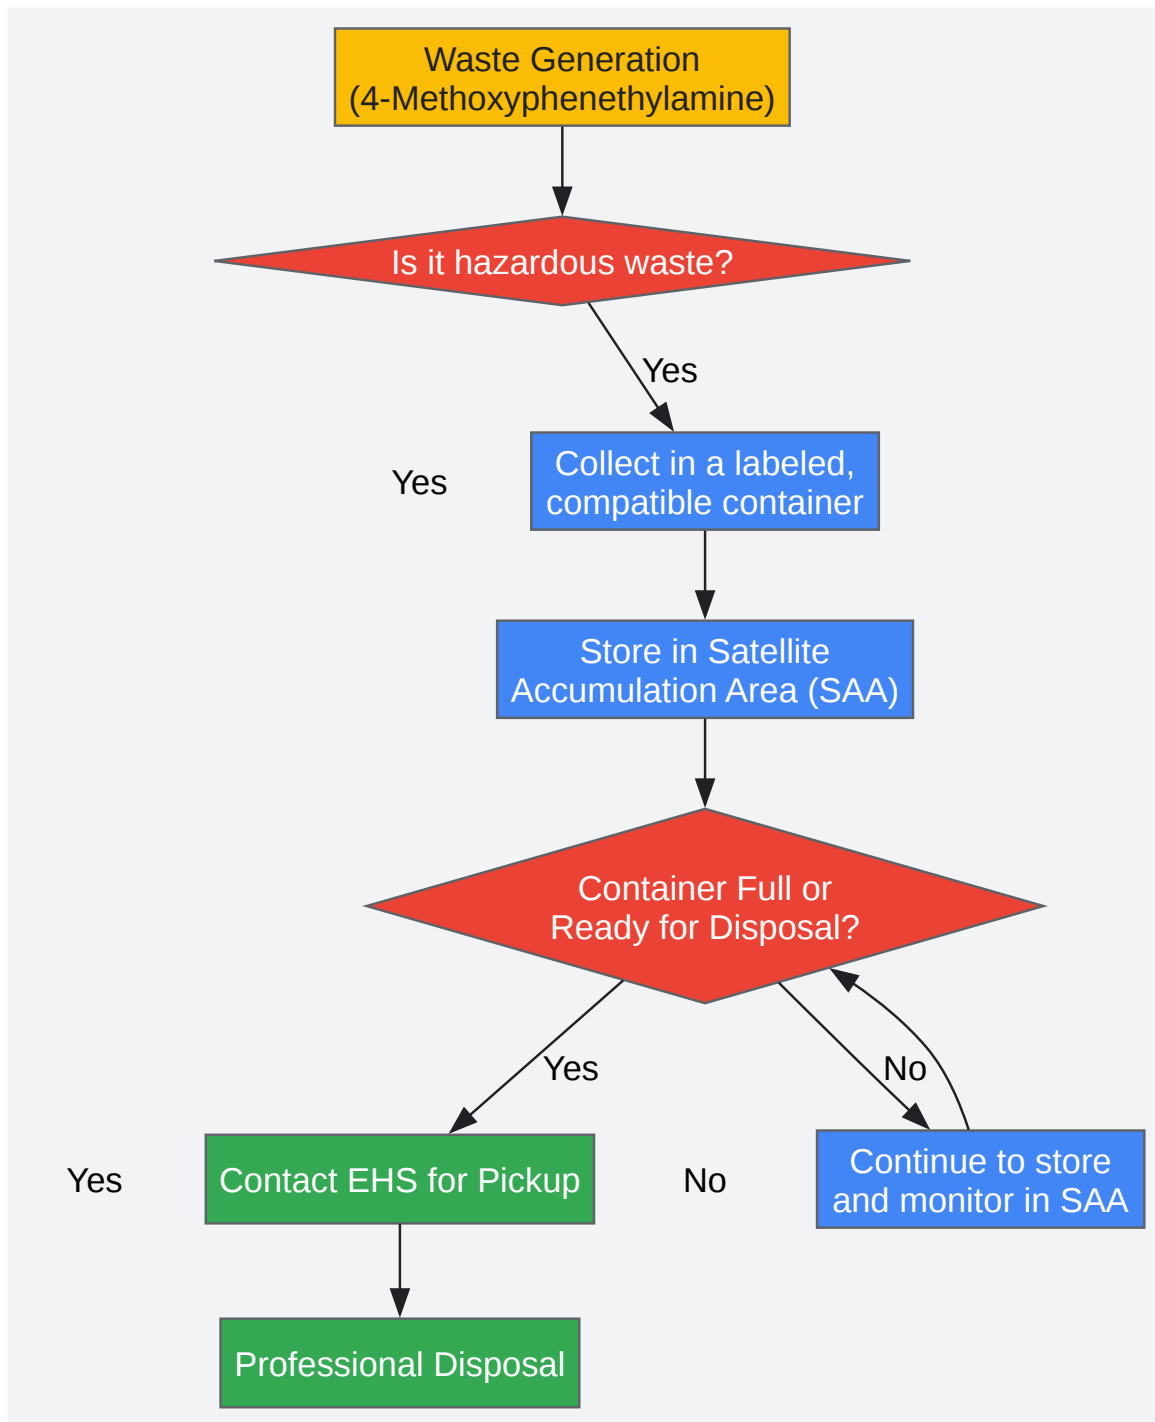 Waste Generation
(4-Methoxyphenethylamine)
Is it hazardous waste?
Yes
Yes
Collect in a labeled,
compatible container
Store in Satellite
Accumulation Area (SAA)
Container Full or
Ready for Disposal?
Yes
No
Yes
Contact EHS for Pickup
No
Continue to store
and monitor in SAA
Professional Disposal